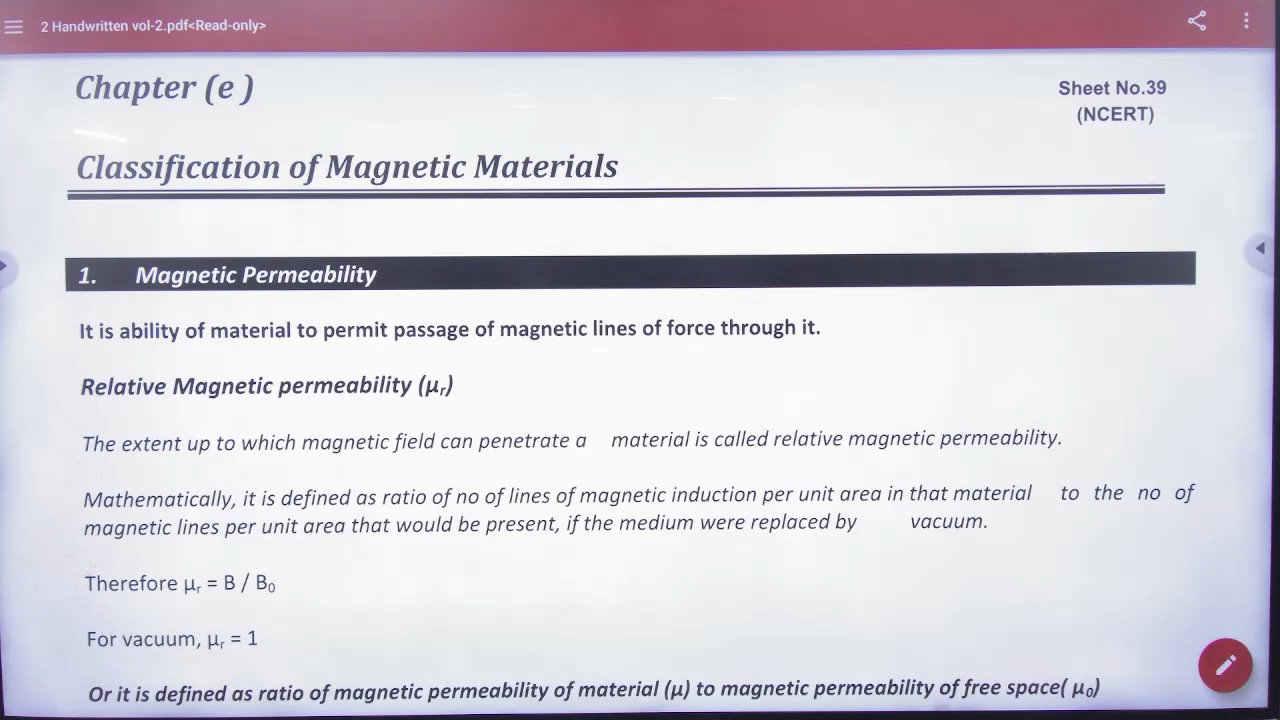 2 Handwritten vol-2.pdf<Read-only>
Chapter (e )
Sheet No.39
(NCERT)
Classification of Magnetic Materials
1. Magnetic Permeability
It is ability of material to permit passage of magnetic lines of force through it.
Relative Magnetic permeability (μr)
The extent up to which magnetic field can penetrate a material is called relative magnetic permeability.
Mathematically, it is defined as ratio of no of lines of magnetic induction per unit area in that material to the no of
magnetic lines per unit area that would be present, if the medium were replaced by vacuum.
Therefore μr = B / B0
For vacuum, μr = 1
Or it is defined as ratio of magnetic permeability of material (μ) to magnetic permeability of free space( μ0)